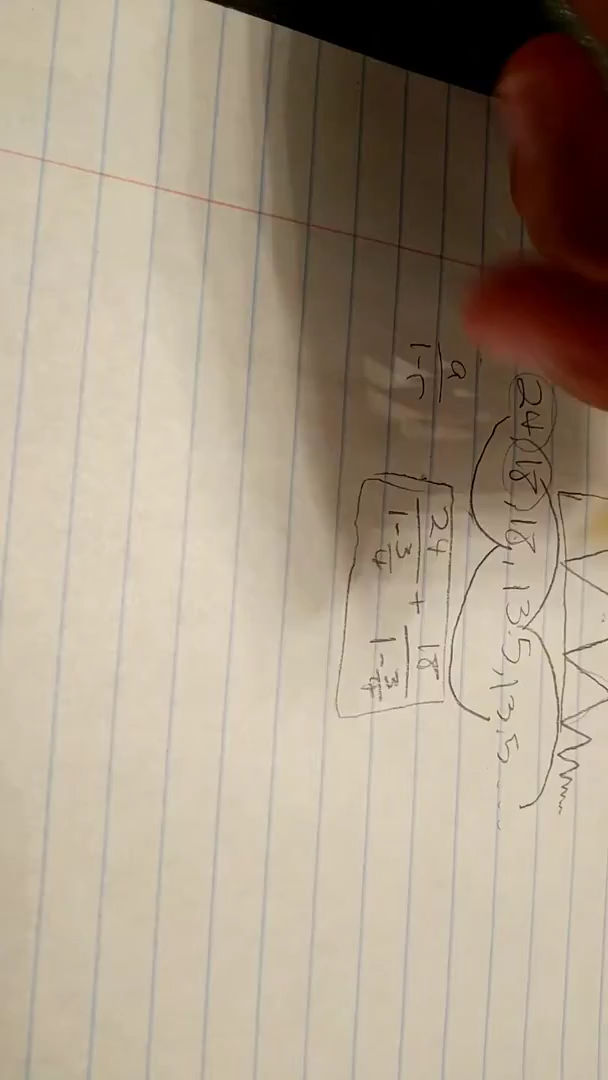 24, 18, 18, 13.5, 13.5 .....
a/1-r
24/1-3/4 + 18/1-3/4